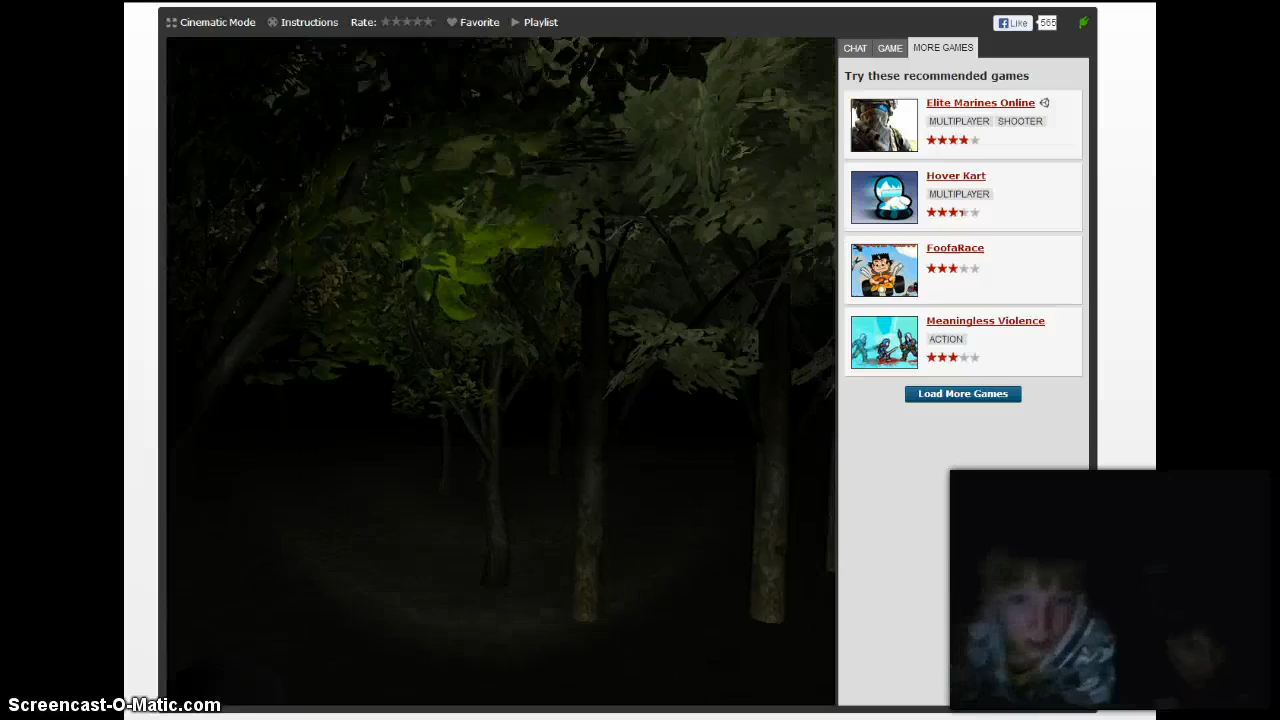 Cinematic Mode Instructions Rate: Favorite Playlist Like 565
CHAT GAME MORE GAMES
Try these recommended games
Elite Marines Online
MULTIPLAYER SHOOTER
Hover Kart
MULTIPLAYER
FoofaRace
Meaningless Violence
ACTION
Load More Games
Screencast-O-Matic.com